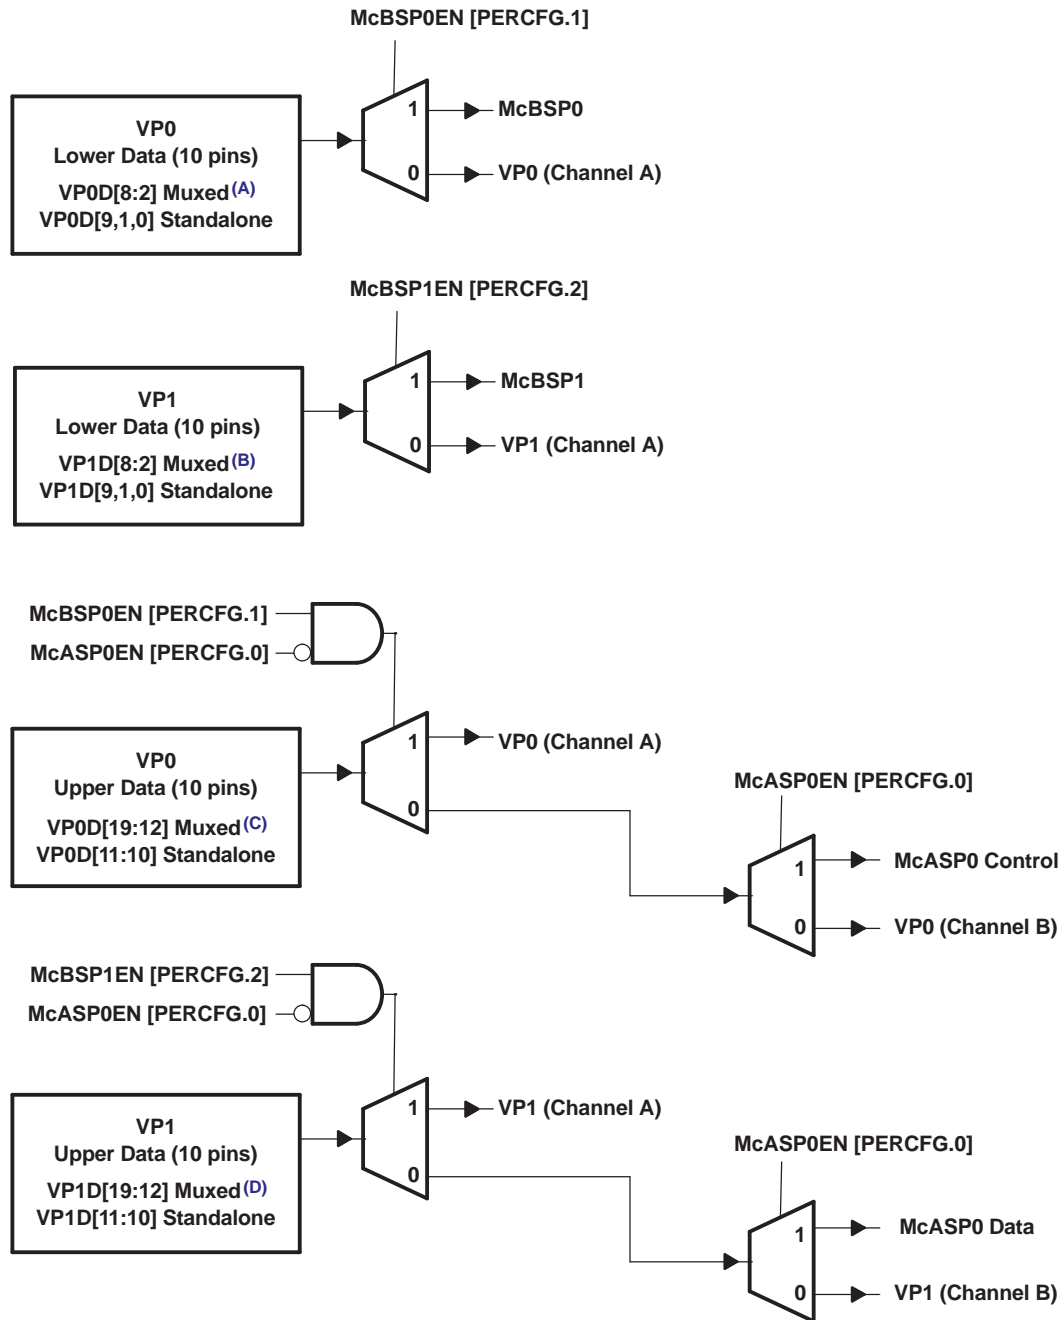 McBSP0EN [PERCFG.1]
VP0
Lower Data (10 pins)
VP0D[8:2] Muxed (A)
VP0D[9,1,0] Standalone
1
McBSP0
0
VP0 (Channel A)
McBSP1EN [PERCFG.2]
VP1
Lower Data (10 pins)
VP1D[8:2] Muxed (B)
VP1D[9,1,0] Standalone
1
McBSP1
0
VP1 (Channel A)
McBSP0EN [PERCFG.1]
McASP0EN [PERCFG.0]
VP0
Upper Data (10 pins)
VP0D[19:12] Muxed (C)
VP0D[11:10] Standalone
1
VP0 (Channel A)
0
McASP0EN [PERCFG.0]
1
McASP0 Control
0
VP0 (Channel B)
McBSP1EN [PERCFG.2]
McASP0EN [PERCFG.0]
VP1
Upper Data (10 pins)
VP1D[19:12] Muxed (D)
VP1D[11:10] Standalone
1
VP1 (Channel A)
0
McASP0EN [PERCFG.0]
1
McASP0 Data
0
VP1 (Channel B)